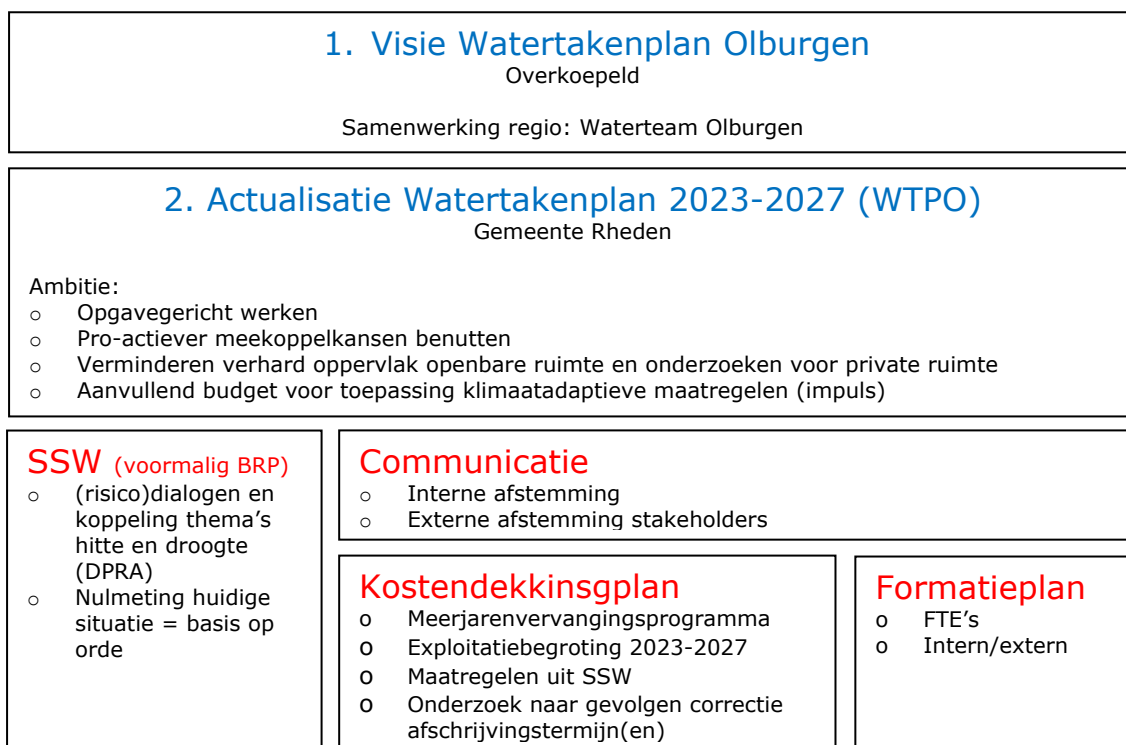 1. Visie Watertakenplan Olburgen
Overkoepeld
Samenwerking regio: Waterteam Olburgen
2. Actualisatie Watertakenplan 2023-2027 (WTPO)
Gemeente Rheden
Ambitie:
o Opgavegericht werken
o Pro-actiever meekoppelkansen benutten
o Verminderen verhard oppervlak openbare ruimte en onderzoeken voor private ruimte
o Aanvullend budget voor toepassing klimaatadaptieve maatregelen (impuls)
SSW (voormalig BRP)
o (risico)dialogen en
koppeling thema's
hitte en droogte
(DPRA)
o Nulmeting huidige
situatie = basis op
orde
Communicatie
o Interne afstemming
o Externe afstemming stakeholders
Kostendekkinsgplan
o Meerjarenvervangingsprogramma
o Exploitatiebegroting 2023-2027
o Maatregelen uit SSW
o Onderzoek naar gevolgen correctie
afschrijvingstermijn(en)
Formatieplan
o FTE's
o Intern/extern